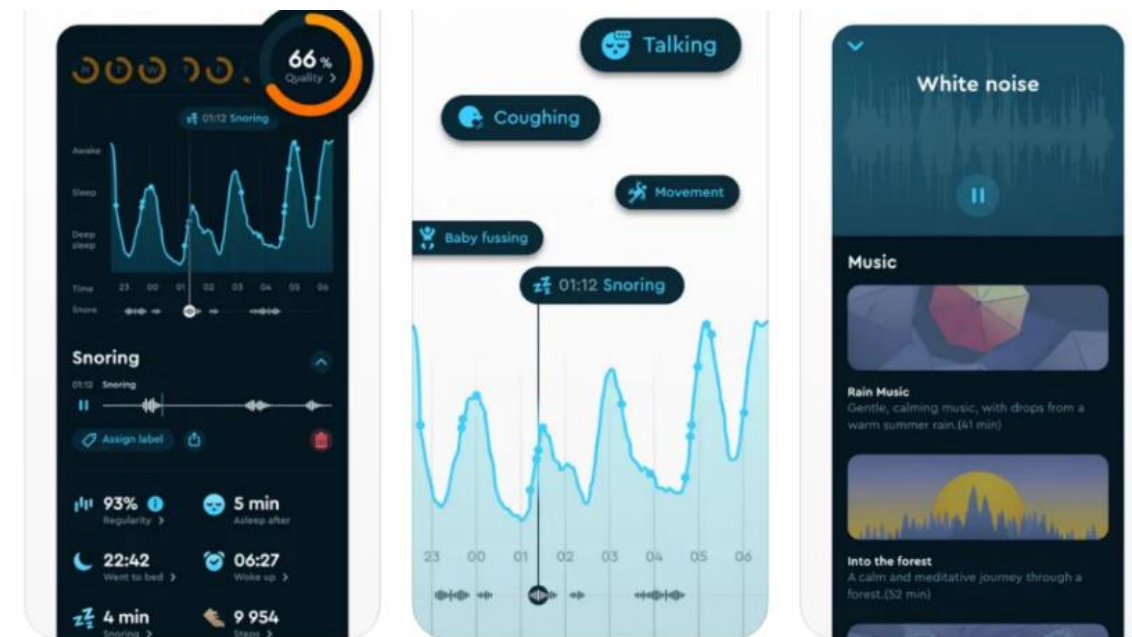 M T W T F
66 %
Quality >
01:12 Snoring
Awake
Sleep
Deep
sleep
Time 23 00 01 02 03 04 05 06
Snore
Snoring
01:12 Snoring
Assign label
93%
Regularity >
5 min
Asleep after
22:42
Went to bed >
06:27
Woke up >
4 min
Snoring >
9 954
Steps >
Talking
Coughing
Movement
Baby fussing
01:12 Snoring
23 00 01 02 03 04 05 06
White noise
Music
Rain Music
Gentle, calming music, with drops from a
warm summer rain.(41 min)
Into the forest
A calm and meditative journey through a
forest.(52 min)